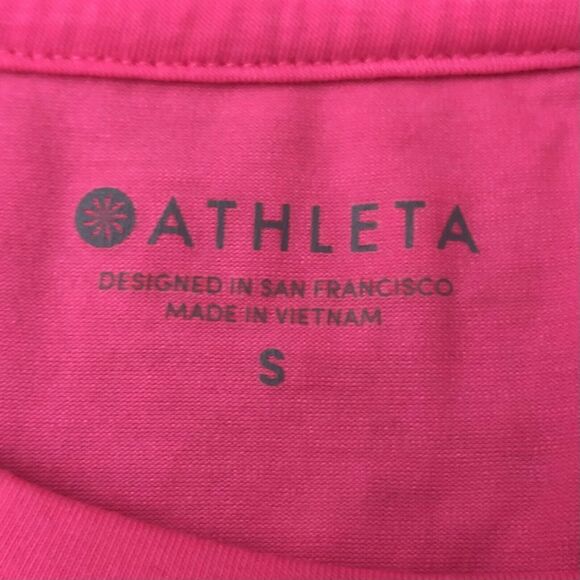 ATHLETA
DESIGNED IN SAN FRANCISCO
MADE IN VIETNAM
S